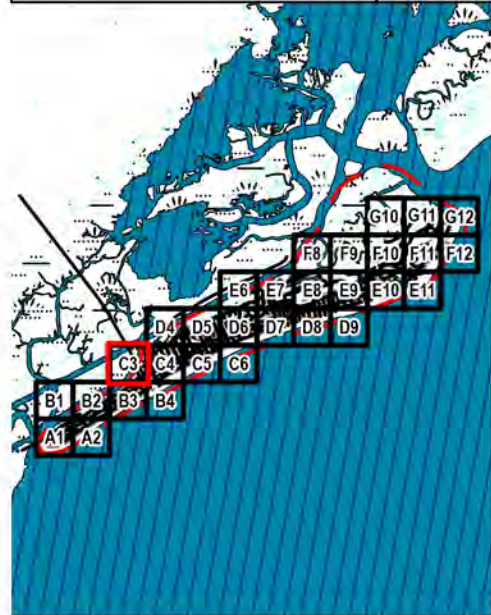 G10 G11 G12
F8 F9 F10 F11 F12
E6 E7 E8 E9 E10 E11
D4 D5 D6 D7 D8 D9
C3 C4 C5 C6
B1 B2 B3 B4
A1 A2